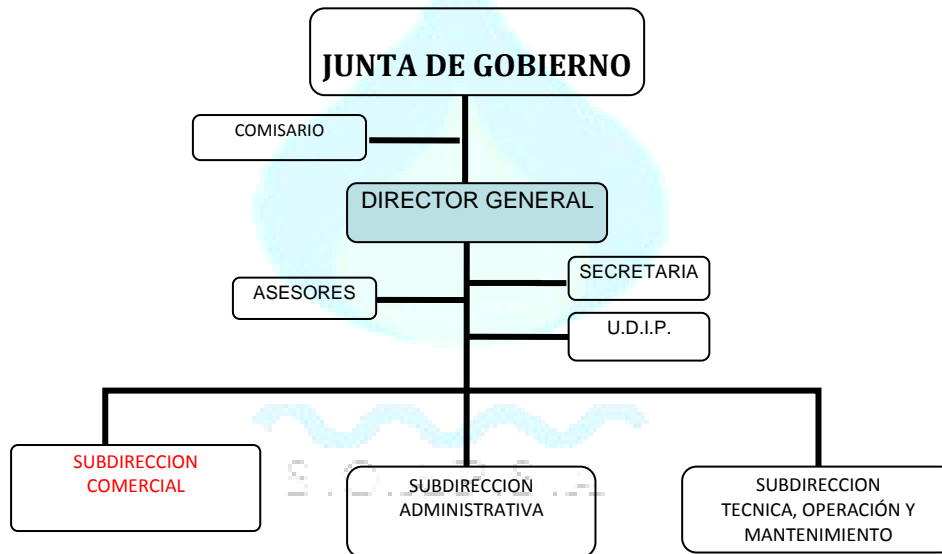 JUNTA DE GOBIERNO
COMISARIO
DIRECTOR GENERAL
SECRETARIA
ASESORES
U.D.I.P.
SUBDIRECCION
COMERCIAL
SUBDIRECCION
ADMINISTRATIVA
SUBDIRECCION
TECNICA, OPERACIÓN Y
MANTENIMIENTO